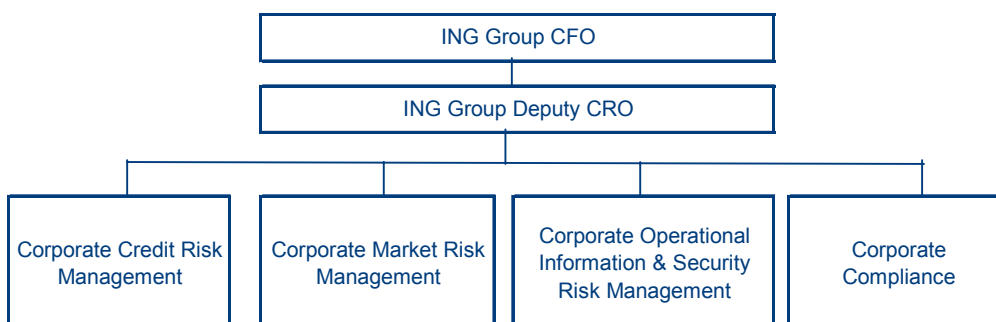 ING Group CFO
ING Group Deputy CRO
Corporate Credit Risk
Management
Corporate Market Risk
Management
Corporate Operational
Information & Security
Risk Management
Corporate
Compliance